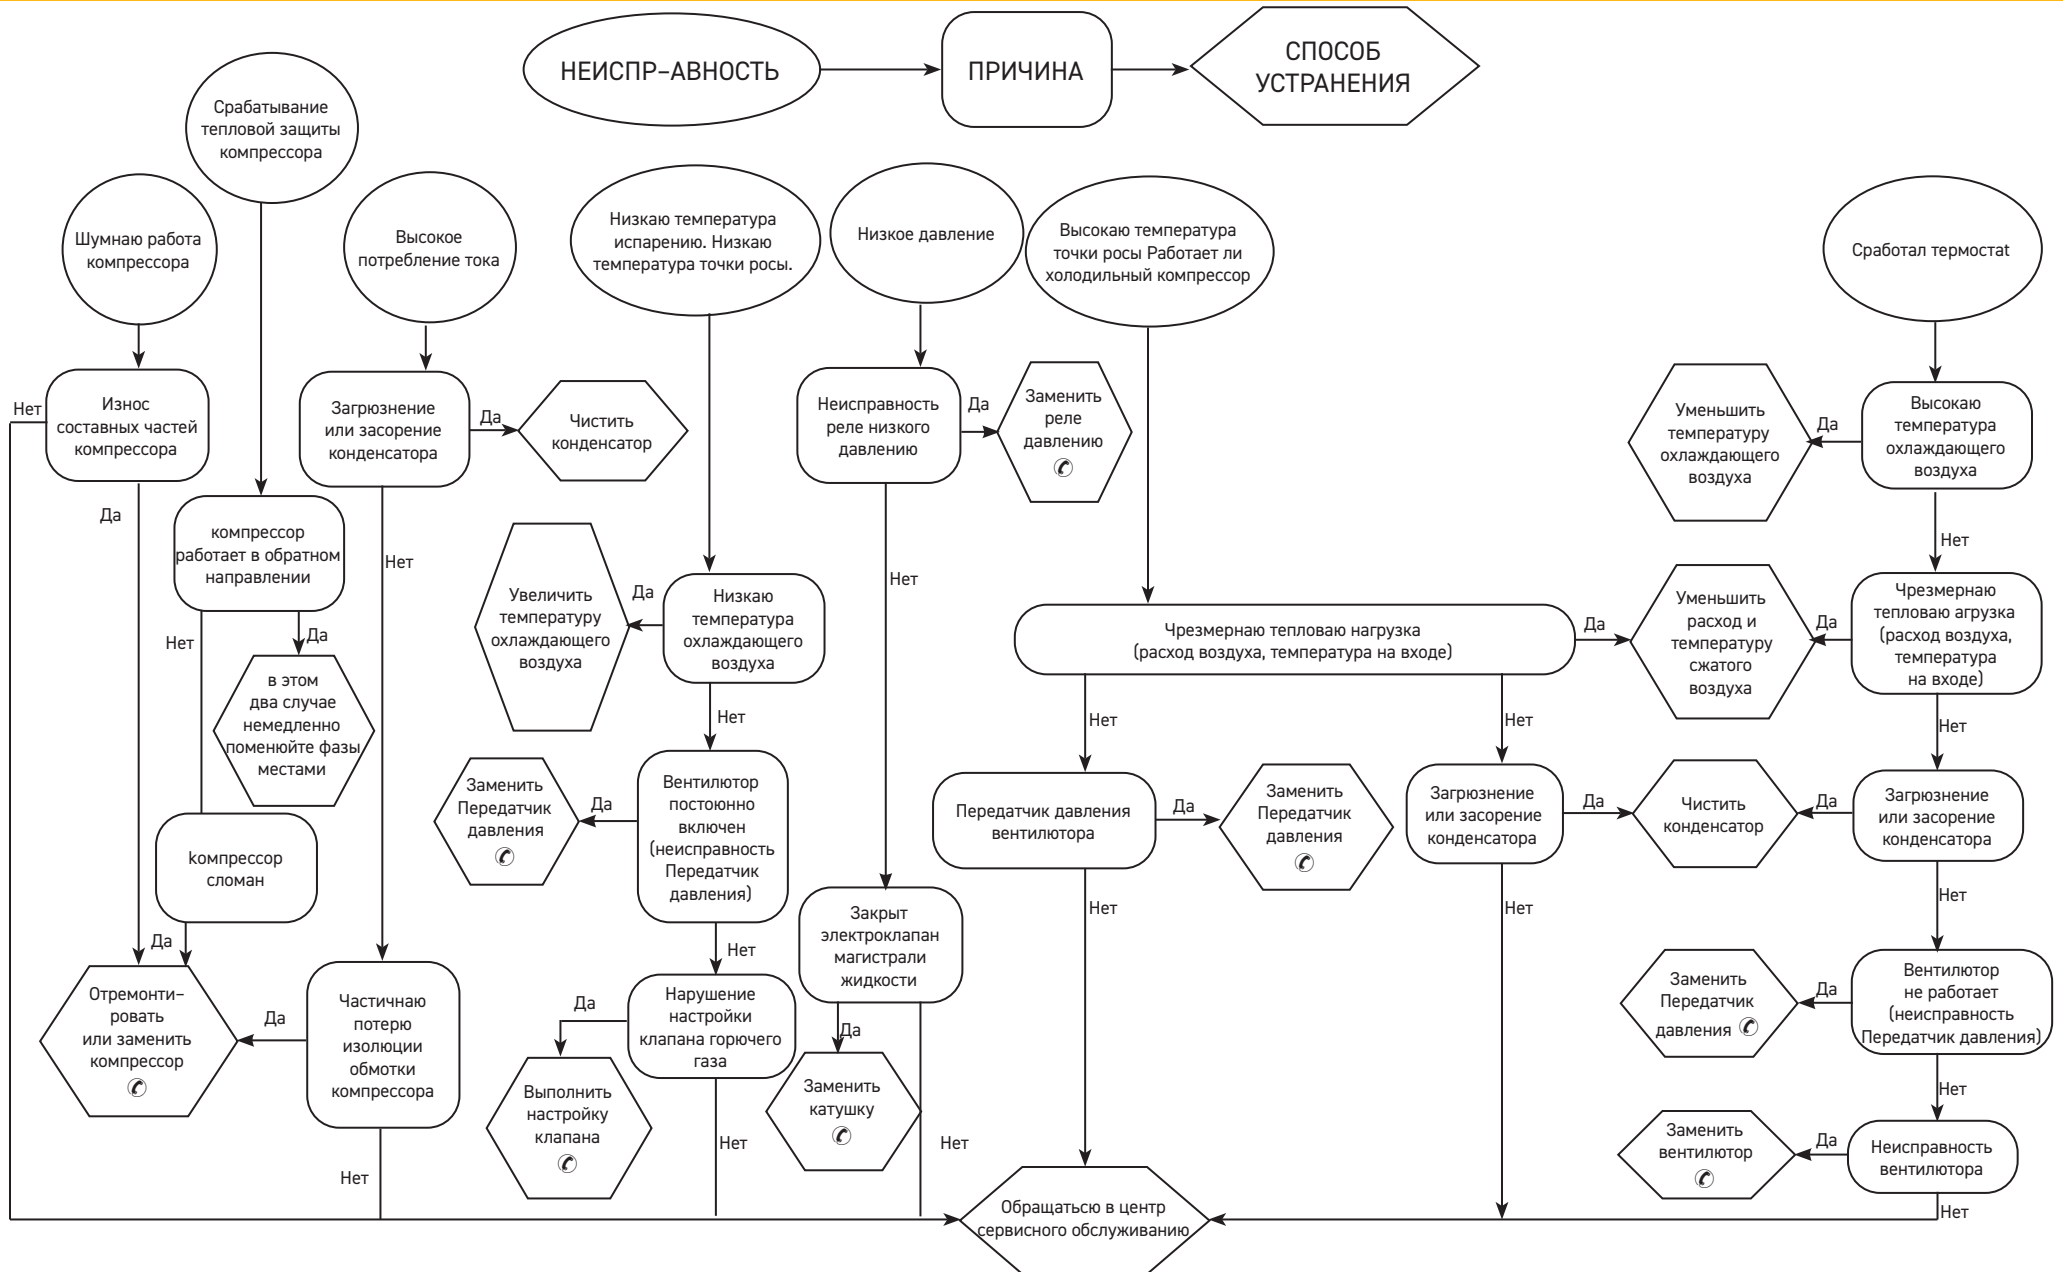 НЕИСПР-АВНОСТЬ
ПРИЧИНА
СПОСОБ
УСТРАНЕНИЯ
Срабатывание
тепловой защиты
компрессора
Шумнаю работа
компрессора
Высокое
потребление тока
Низкаю температура
испарению. Низкаю
температура точки росы.
Низкое давление
Высокаю температура
точки росы Работает ли
холодильный компрессор
Сработал термостat
Нет
Износ
составных частей
компрессора
Да
Загрюзнение
или засорение
конденсатора
Да
Чистить
конденсатор
Нет
Неисправность
реле низкого
давлению
Да
Заменить
реле
давлению
✆
Нет
Уменьшить
температуру
охлаждающего
воздуха
Да
Высокаю
температура
охлаждающего
воздуха
Нет
компрессор
работает в обратном
направлении
Нет
Да
в этом
два случае
немедленно
поменюйте фазы
местами
Увеличить
температуру
охлаждающего
воздуха
Да
Низкаю
температура
охлаждающего
воздуха
Нет
Чрезмернаю тепловаю нагрузка
(расход воздуха, температура на входе)
Да
Уменьшить
расход и
температуру
сжатого
воздуха
Да
Чрезмернаю
тепловаю агрузка
(расход воздуха,
температура
на входе)
Нет
Нет
Нет
Заменить
Передатчик
давления
✆
Да
Вентилютор
постоюнно
включен
(неисправность
Передатчик
давления)
Нет
Передатчик давления
вентилютора
Да
Заменить
Передатчик
давления
✆
Нет
Загрюзнение
или засорение
конденсатора
Да
Чистить
конденсатор
Да
Загрюзнение
или засорение
конденсатора
Нет
Нет
kомпрессор
сломан
Да
Закрыт
электроклапан
магистрали
жидкости
Да
Нет
Отремонти-
ровать
или заменить
компрессор
✆
Да
Частичнаю
потерю
изолюции
обмотки
компрессора
Нет
Да
Нарушение
настройки
клапана горючего
газа
Нет
Выполнить
настройку
клапана
✆
Заменить
катушку
✆
Заменить
Передатчик
давления ✆
Да
Вентилютор
не работает
(неисправность
Передатчик давления)
Нет
Заменить
вентилютор
✆
Да
Неисправность
вентилютора
Нет
Обращатьсю в центр
сервисного обслуживанию